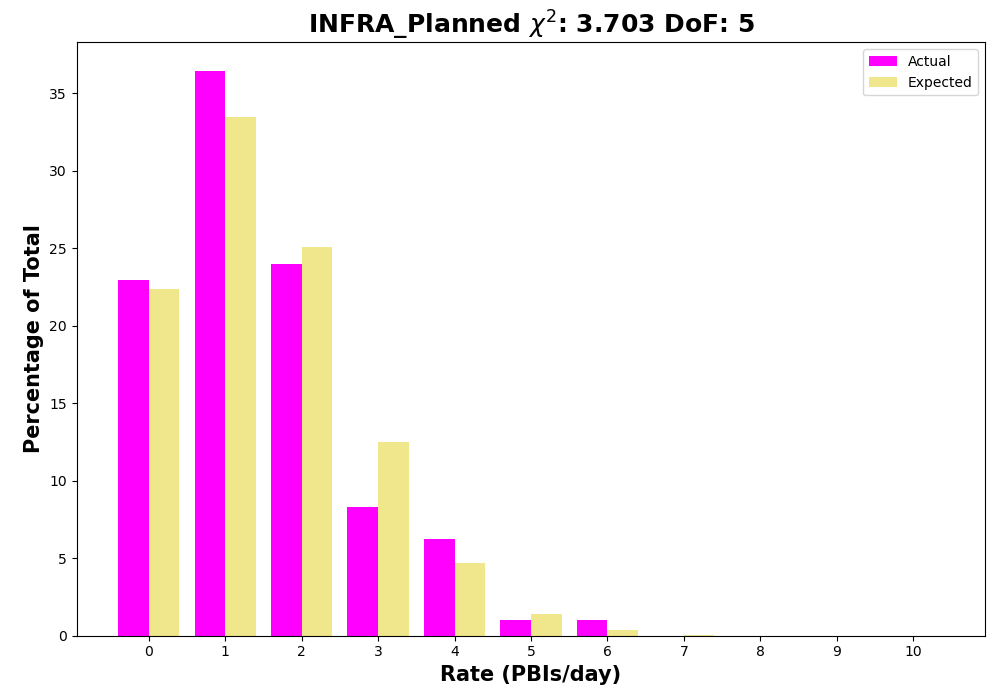 INFRA_Planned χ²: 3.703 DoF: 5
Actual
Expected
Percentage of Total
35
30
25
20
15
10
5
0
0 1 2 3 4 5 6 7 8 9 10
Rate (PBIs/day)